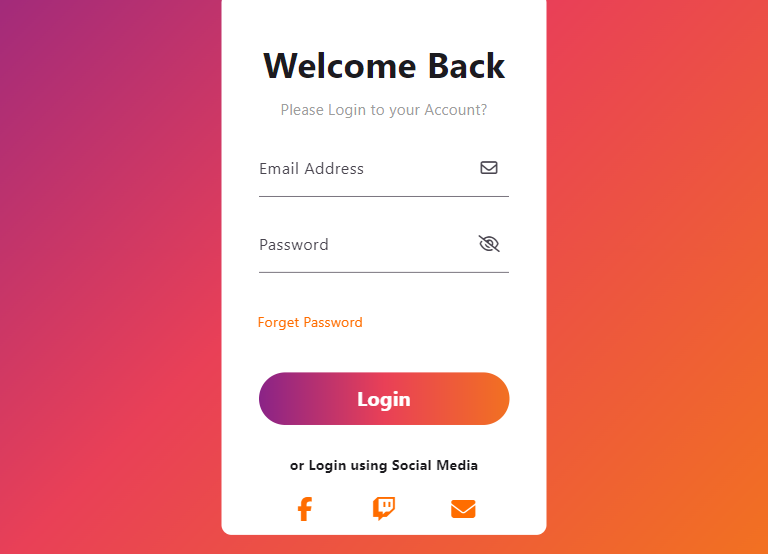 Welcome Back
Please Login to your Account?
Email Address
Password
Forget Password
Login
or Login using Social Media